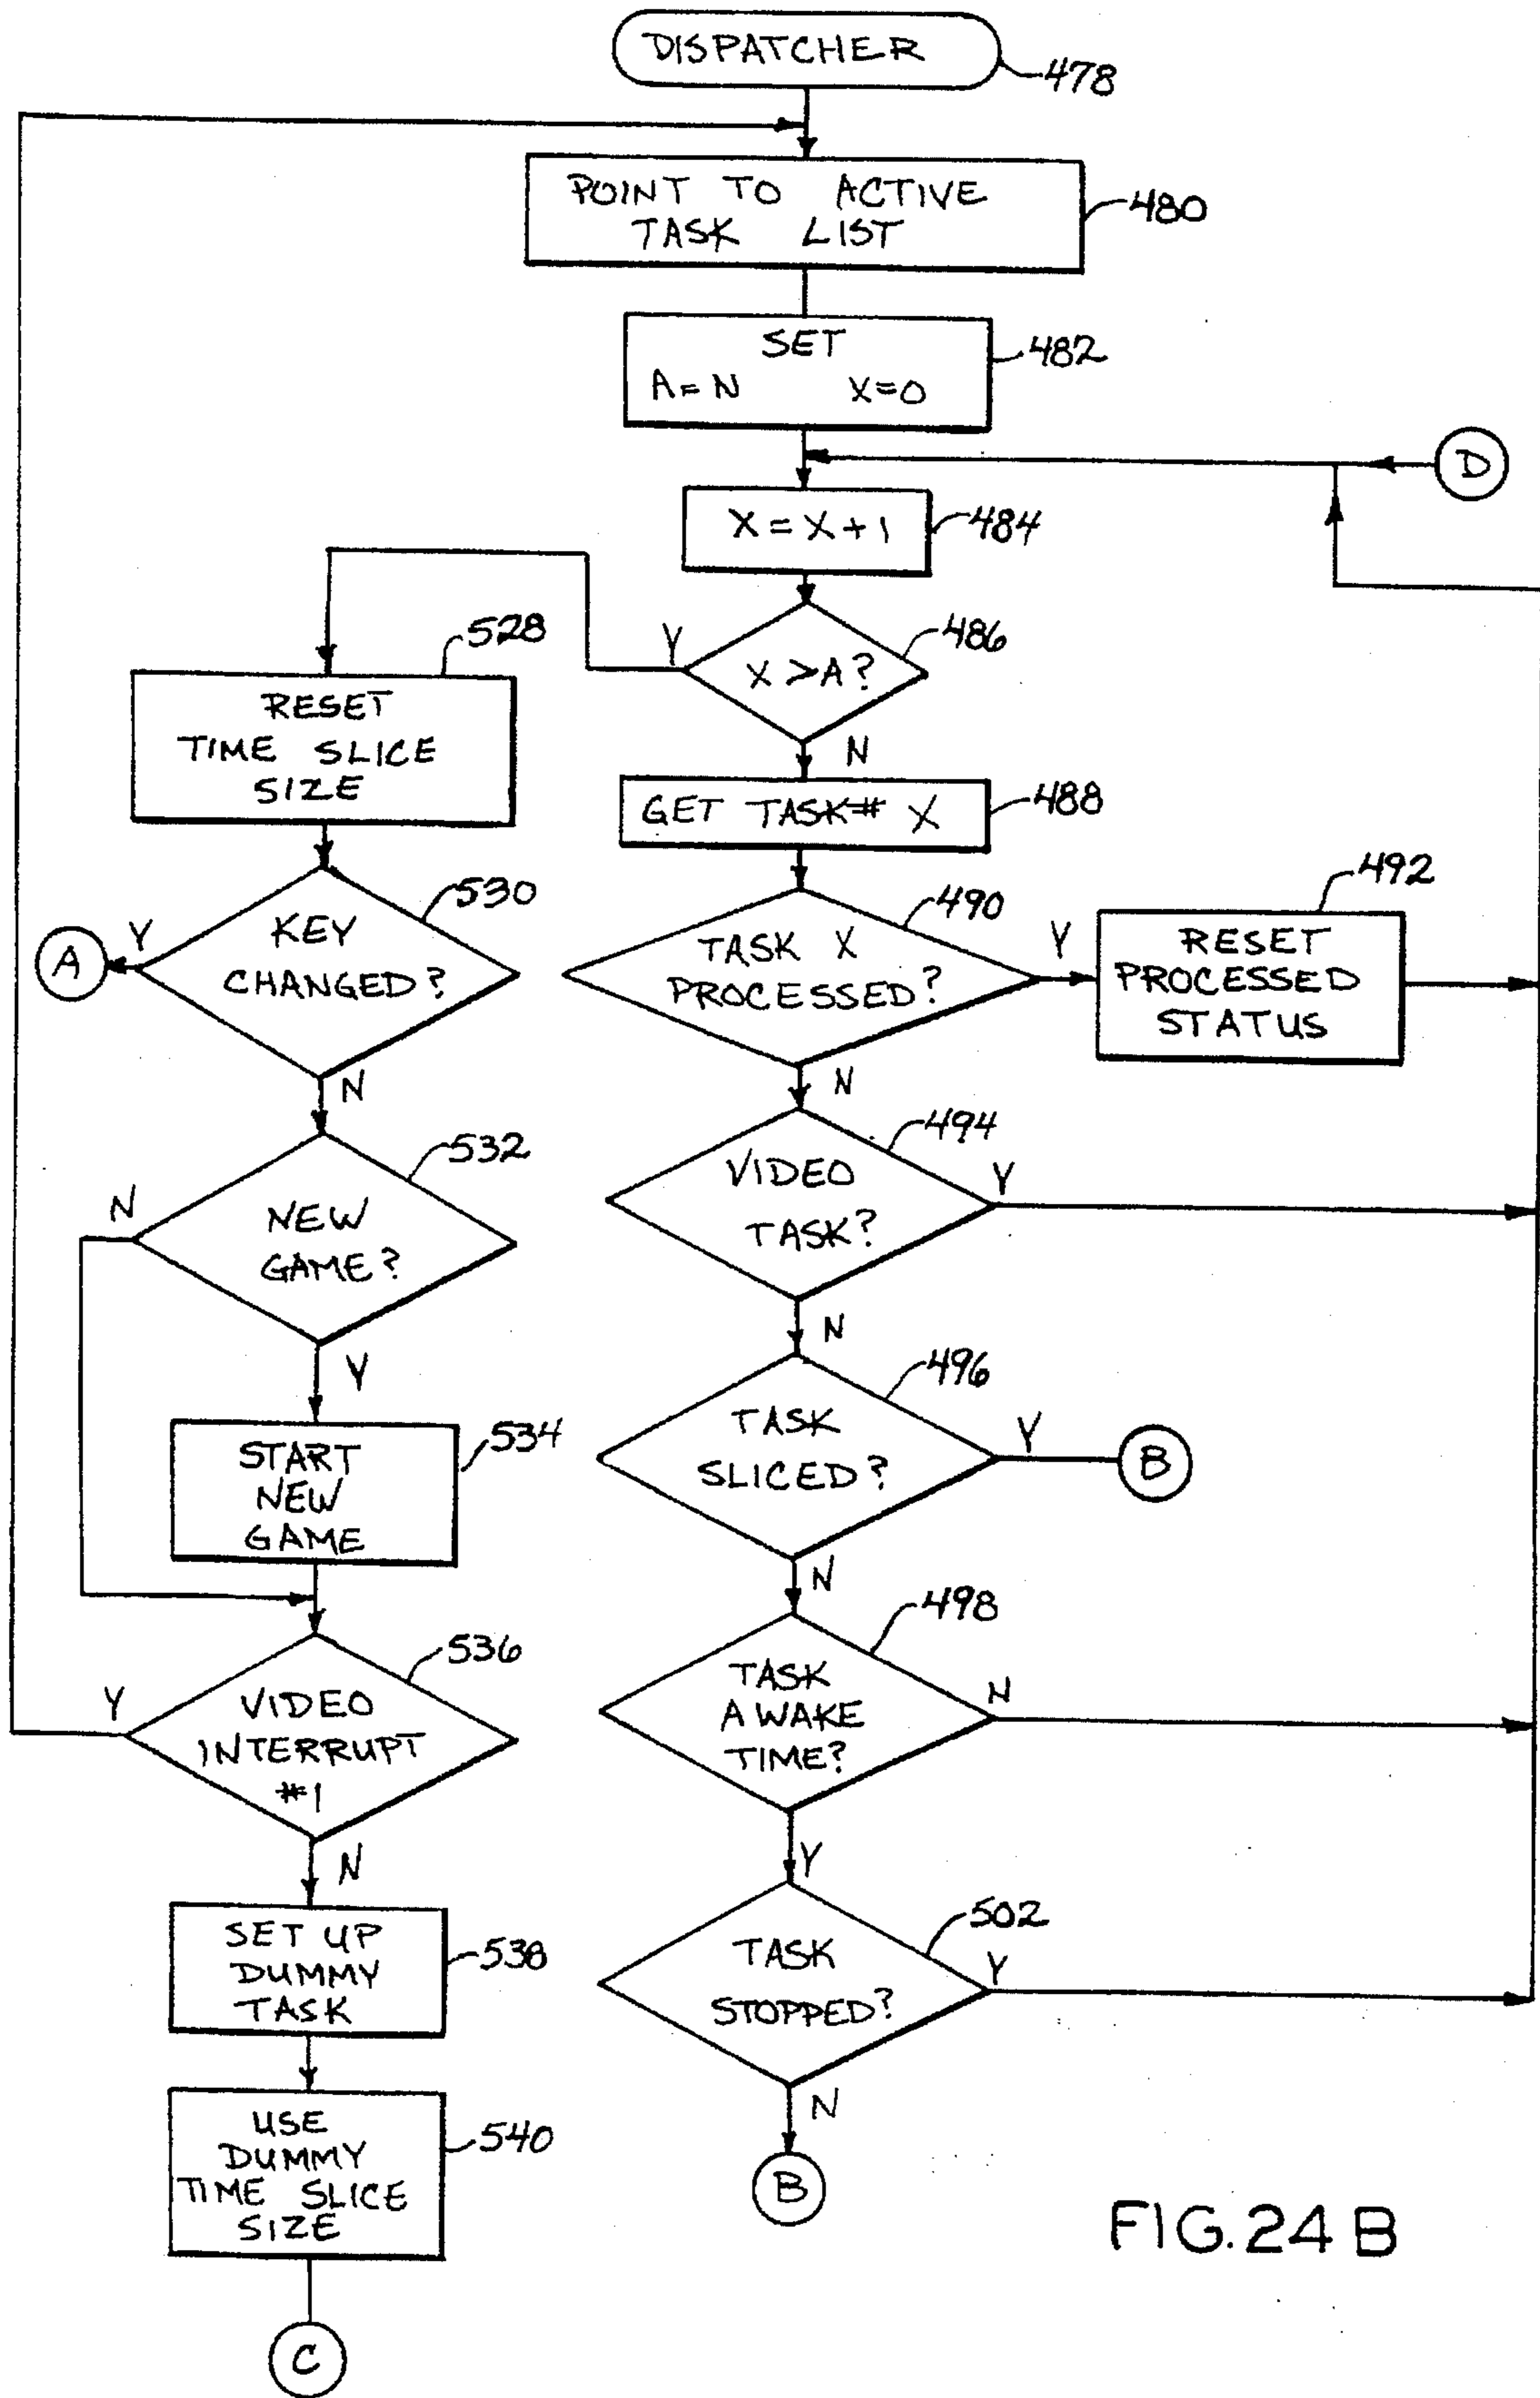 DISPATCHER
478
POINT TO ACTIVE
TASK LIST
480
SET
A=N X=0
482
D
X=X+1
484
X>A?
486
Y
N
528
RESET
TIME SLICE
SIZE
GET TASK# X
488
KEY
CHANGED?
530
Y
A
N
TASK X
PROCESSED?
490
Y
N
492
RESET
PROCESSED
STATUS
NEW
GAME?
532
N
Y
VIDEO
TASK?
494
Y
N
START
NEW
GAME
534
TASK
SLICED?
496
Y
B
N
VIDEO
INTERRUPT
#1
536
Y
N
TASK
AWAKE
TIME?
498
N
Y
SET UP
DUMMY
TASK
538
TASK
STOPPED?
502
Y
N
B
USE
DUMMY
TIME SLICE
SIZE
540
C
FIG. 24 B